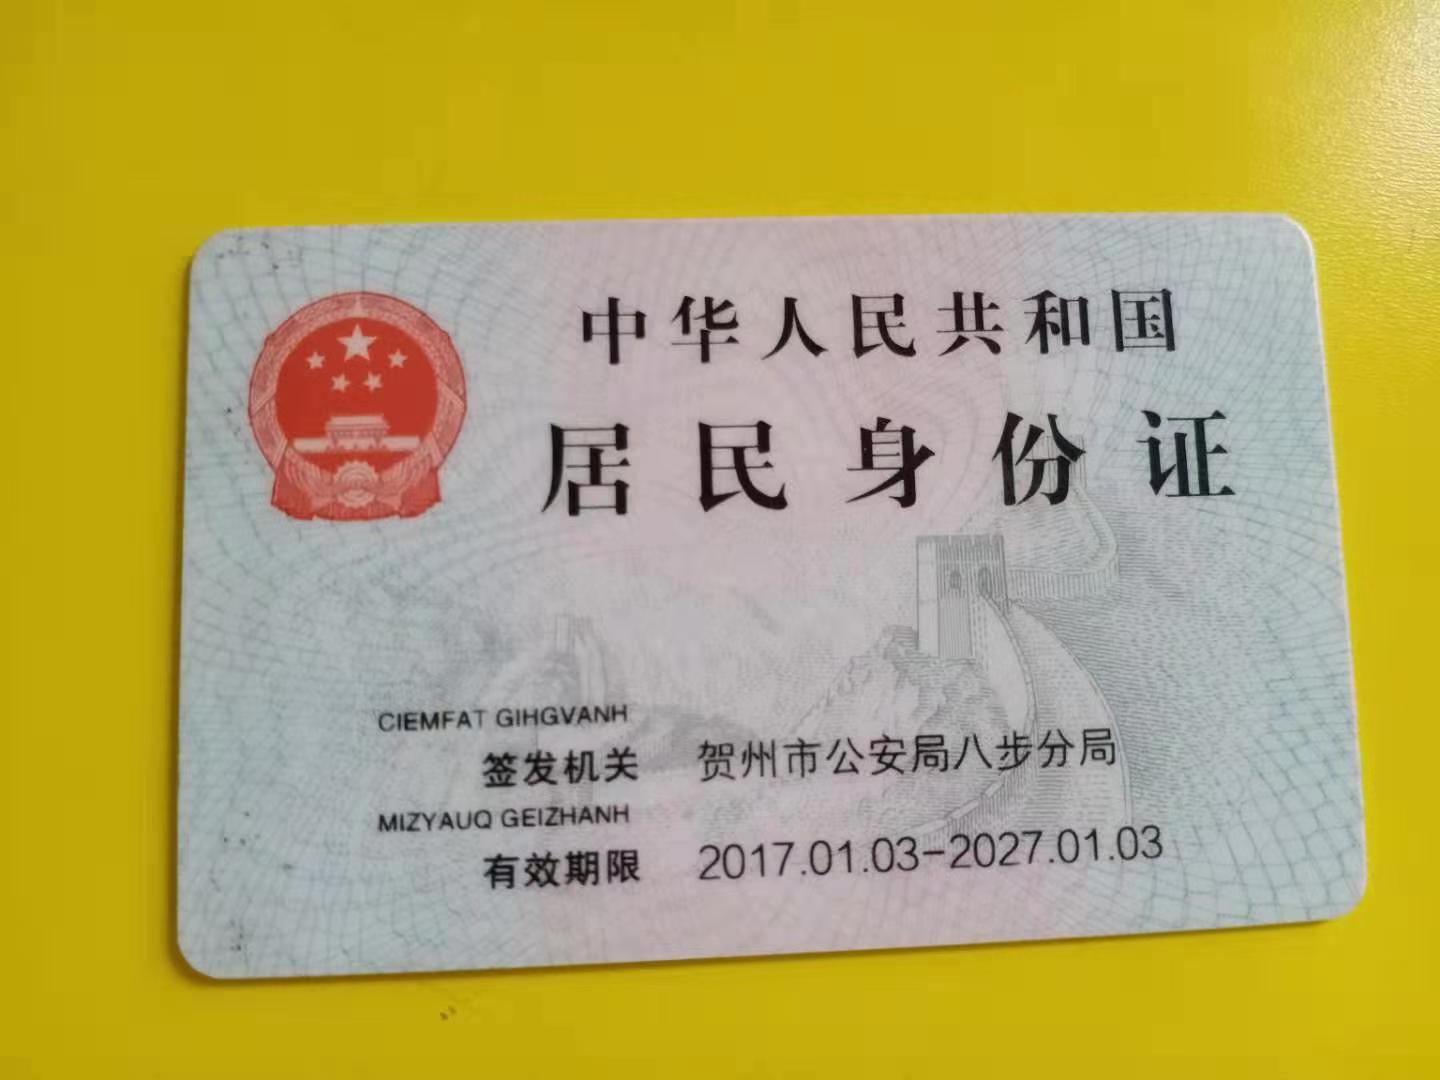 中华人民共和国
居民身份证
CIEMFAT GIHGVANH
签发机关 贺州市公安局八步分局
MIZYAUQ GEIZHANH
有效期限 2017.01.03-2027.01.03